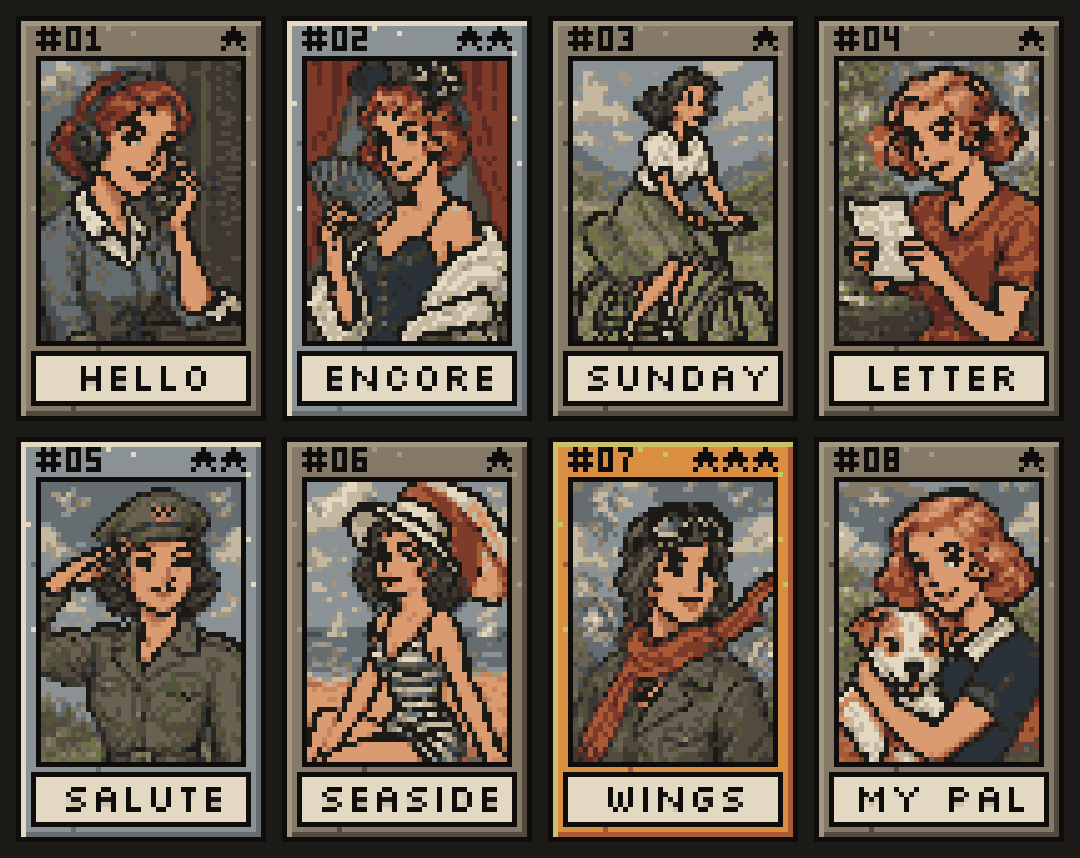 #01
HELLO
#02
ENCORE
#03
SUNDAY
#04
LETTER
#05
SALUTE
#06
SEASIDE
#07
WINGS
#08
MY PAL